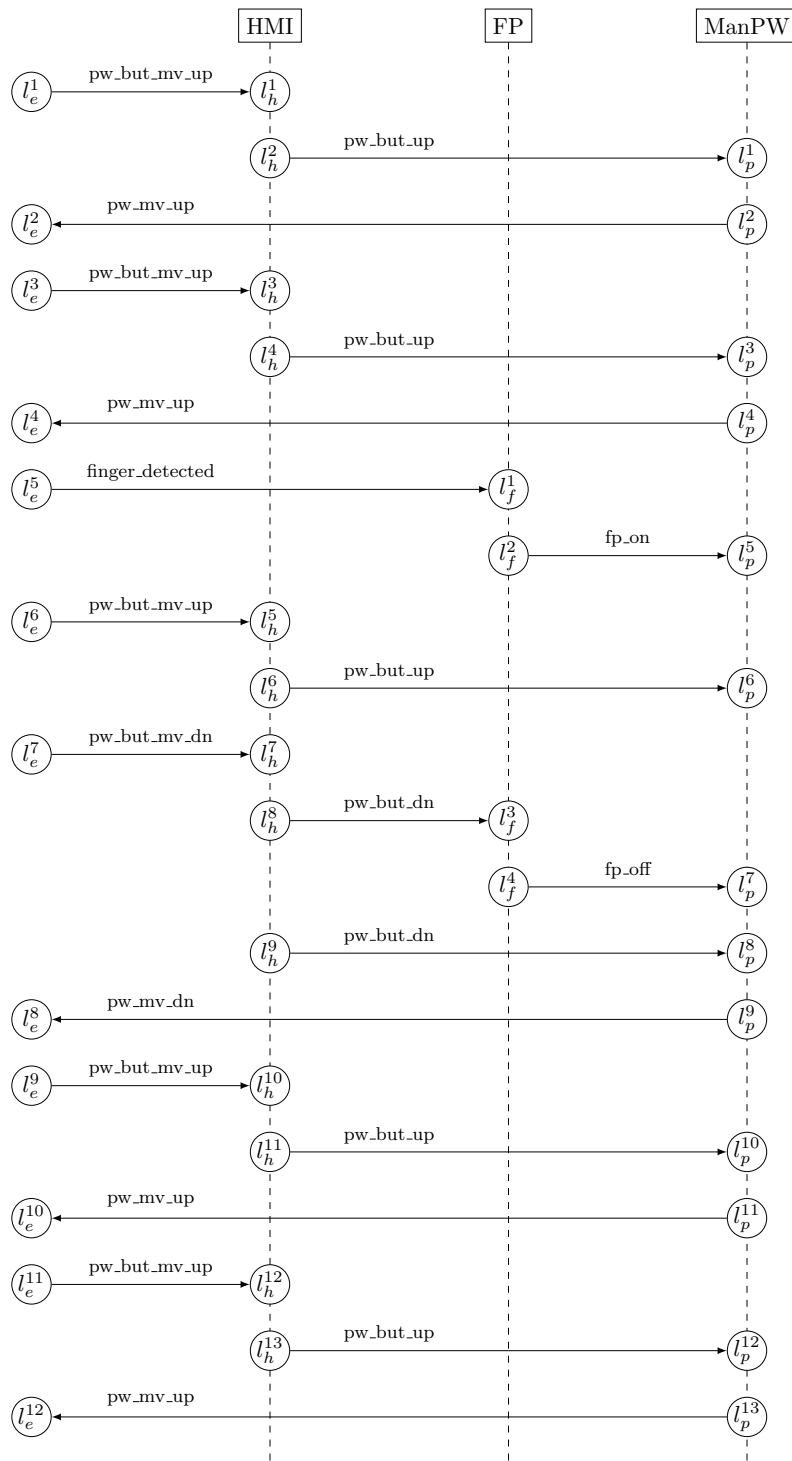 HMI FP ManPW
pw_but_mv_up
l_e^1 l_h^1
pw_but_up
l_h^2 l_p^1
pw_mv_up
l_e^2 l_p^2
pw_but_mv_up
l_e^3 l_h^3
pw_but_up
l_h^4 l_p^3
pw_mv_up
l_e^4 l_p^4
finger_detected
l_e^5 l_f^1
fp_on
l_f^2 l_p^5
pw_but_mv_up
l_e^6 l_h^5
pw_but_up
l_h^6 l_p^6
pw_but_mv_dn
l_e^7 l_h^7
pw_but_dn
l_h^8 l_f^3
fp_off
l_f^4 l_p^7
pw_but_dn
l_h^9 l_p^8
pw_mv_dn
l_e^8 l_p^9
pw_but_mv_up
l_e^9 l_h^10
pw_but_up
l_h^11 l_p^10
pw_mv_up
l_e^10 l_p^11
pw_but_mv_up
l_e^11 l_h^12
pw_but_up
l_h^13 l_p^12
pw_mv_up
l_e^12 l_p^13